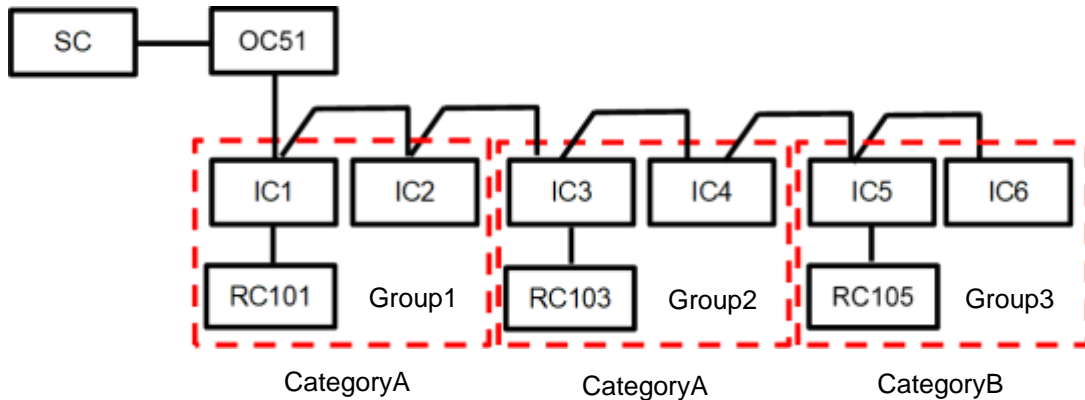 SC
OC51
IC1
IC2
IC3
IC4
IC5
IC6
RC101
Group1
RC103
Group2
RC105
Group3
CategoryA
CategoryA
CategoryB